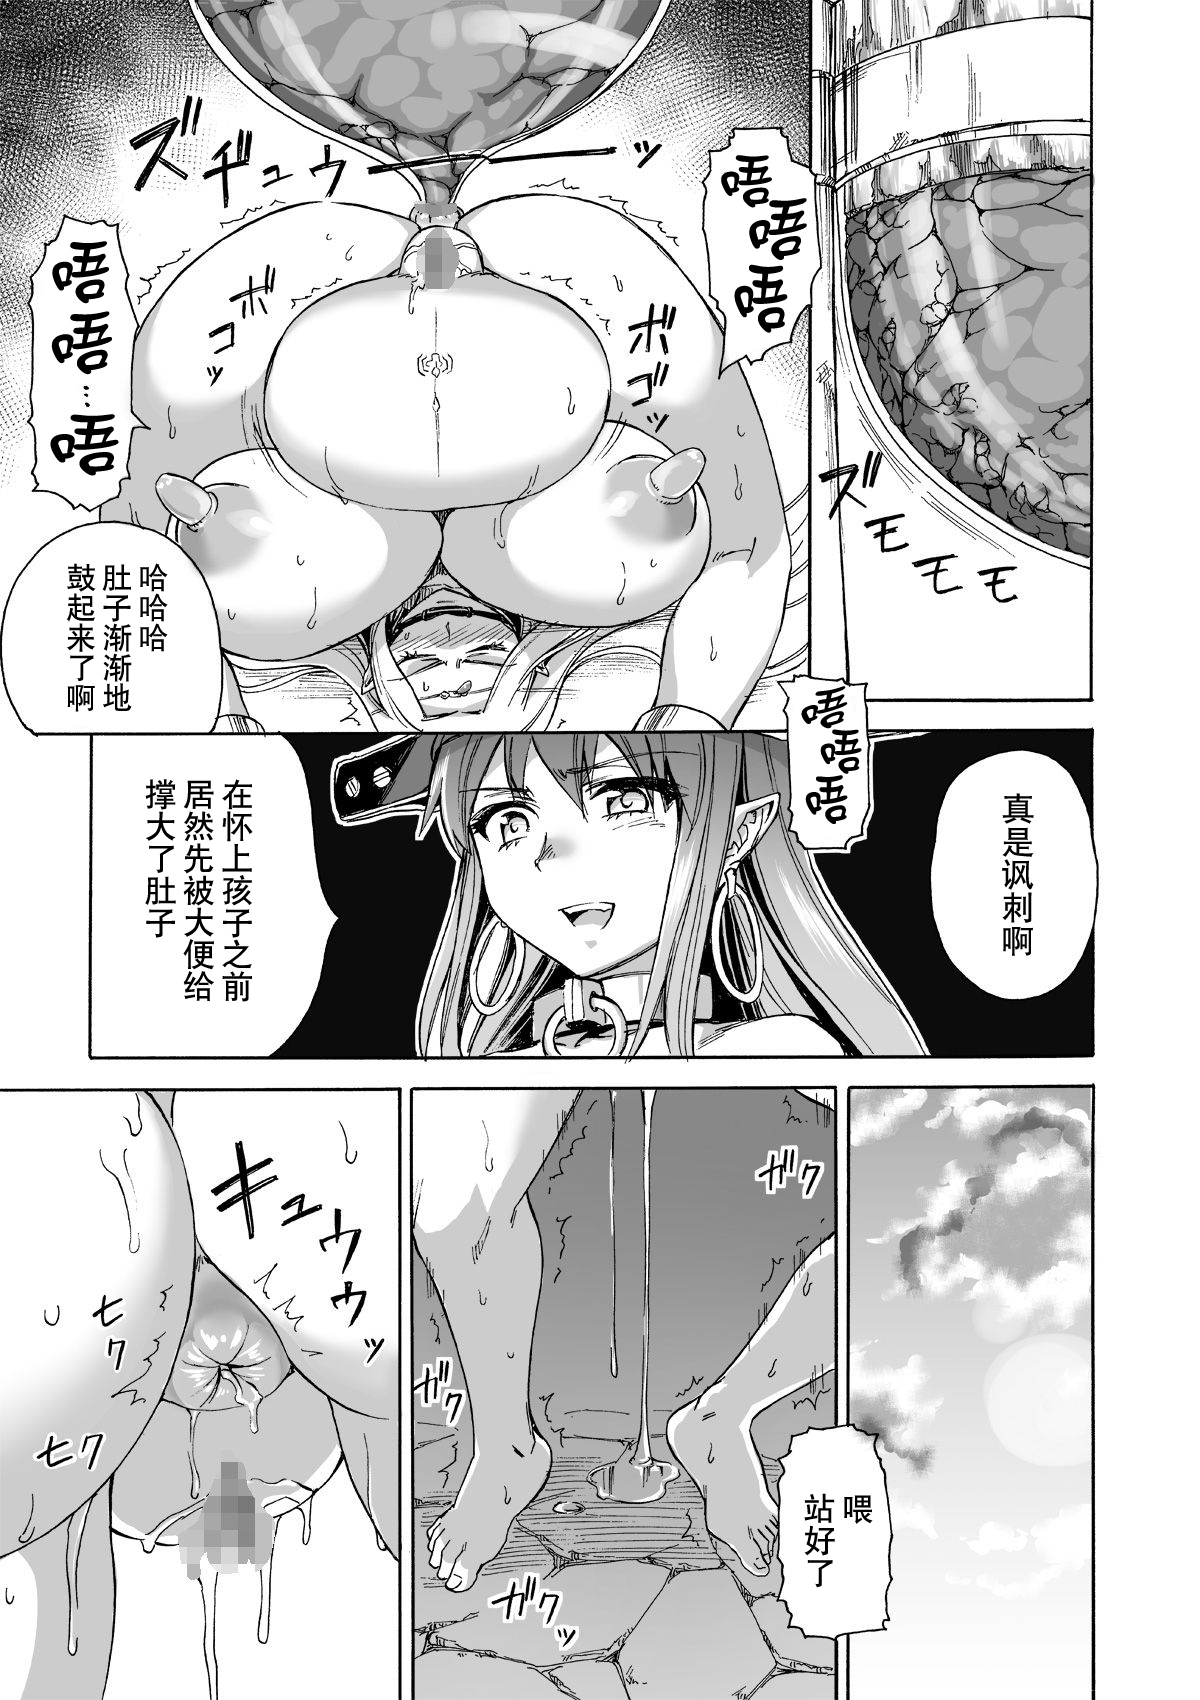 ズ
モ
モ
モ
ズヂュウーッ
唔
唔
唔
ボ
ゴ
ッ
ボ
コ
ッ
唔
唔
…
唔
哈哈哈
肚子渐渐地
鼓起来了啊
唔
唔
唔
真是讽刺啊
在怀上孩子之前
居然先被大便给
撑大了肚子
喂
站好了
ガク
ガク
ガク
ッ
キュウウゥッ
ヒク
ヒク